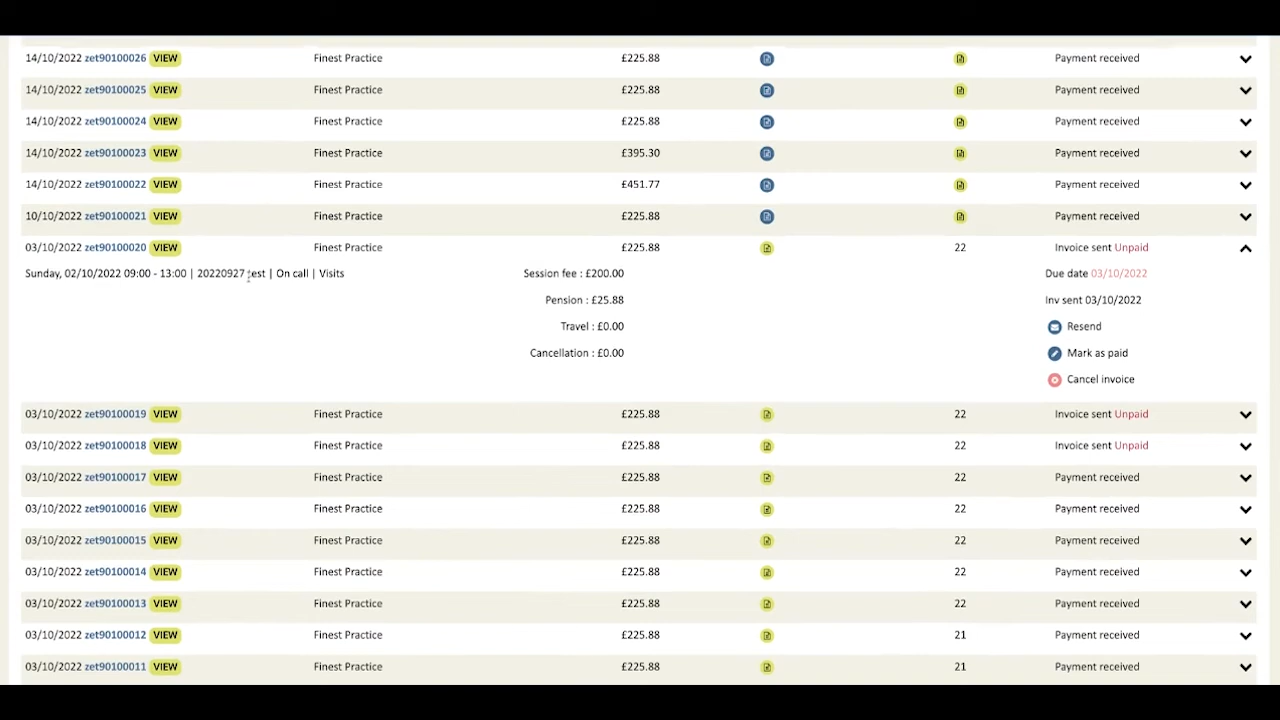 14/10/2022 zet90100026 VIEW Finest Practice £225.88 Payment received
14/10/2022 zet90100025 VIEW Finest Practice £225.88 Payment received
14/10/2022 zet90100024 VIEW Finest Practice £225.88 Payment received
14/10/2022 zet90100023 VIEW Finest Practice £395.30 Payment received
14/10/2022 zet90100022 VIEW Finest Practice £451.77 Payment received
10/10/2022 zet90100021 VIEW Finest Practice £225.88 Payment received
03/10/2022 zet90100020 VIEW Finest Practice £225.88 22 Invoice sent Unpaid
Sunday, 02/10/2022 09:00 - 13:00 | 20220927 test | On call | Visits Session fee : £200.00 Due date 03/10/2022
Pension : £25.88 Inv sent 03/10/2022
Travel : £0.00 Resend
Cancellation : £0.00 Mark as paid
Cancel invoice
03/10/2022 zet90100019 VIEW Finest Practice £225.88 22 Invoice sent Unpaid
03/10/2022 zet90100018 VIEW Finest Practice £225.88 22 Invoice sent Unpaid
03/10/2022 zet90100017 VIEW Finest Practice £225.88 22 Payment received
03/10/2022 zet90100016 VIEW Finest Practice £225.88 22 Payment received
03/10/2022 zet90100015 VIEW Finest Practice £225.88 22 Payment received
03/10/2022 zet90100014 VIEW Finest Practice £225.88 22 Payment received
03/10/2022 zet90100013 VIEW Finest Practice £225.88 22 Payment received
03/10/2022 zet90100012 VIEW Finest Practice £225.88 21 Payment received
03/10/2022 zet90100011 VIEW Finest Practice £225.88 21 Payment received